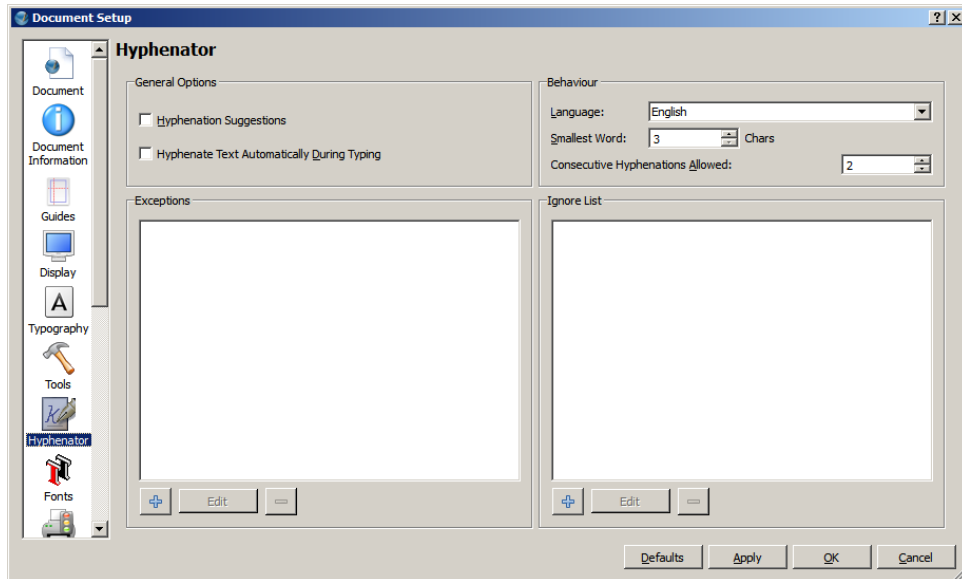 Document Setup
Hyphenator
Document
Document
Information
Guides
Display
Typography
Tools
Hyphenator
Fonts
General Options
Hyphenation Suggestions
Hyphenate Text Automatically During Typing
Behaviour
Language: English
Smallest Word: 3 Chars
Consecutive Hyphenations Allowed: 2
Exceptions
Edit
Ignore List
Edit
Defaults Apply OK Cancel